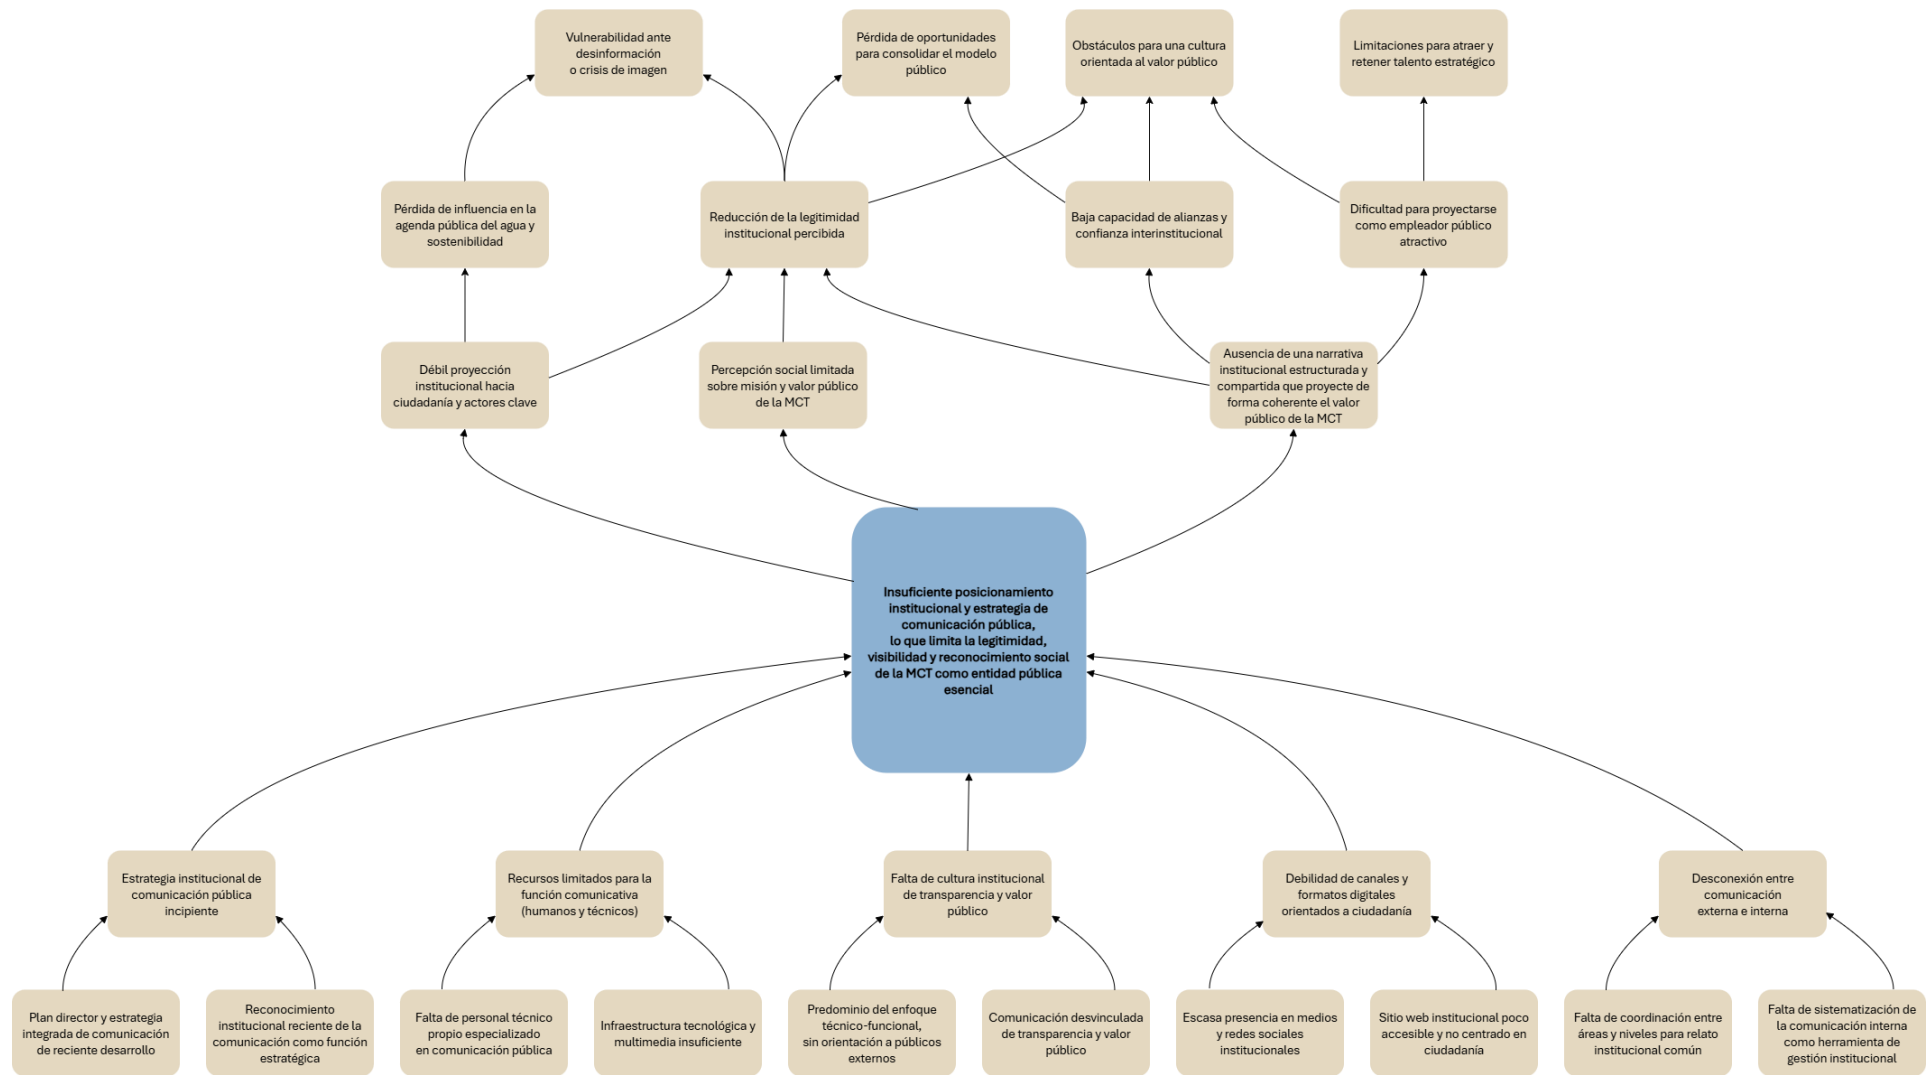 Vulnerabilidad ante
desinformación
o crisis de imagen
Pérdida de oportunidades
para consolidar el modelo
público
Obstáculos para una cultura
orientada al valor público
Limitaciones para atraer y
retener talento estratégico
Pérdida de influencia en la
agenda pública del agua y
sostenibilidad
Reducción de la legitimidad
institucional percibida
Baja capacidad de alianzas y
confianza interinstitucional
Dificultad para proyectarse
como empleador público
atractivo
Débil proyección
institucional hacia
ciudadanía y actores clave
Percepción social limitada
sobre misión y valor público
de la MCT
Ausencia de una narrativa
institucional estructurada y
compartida que proyecte de
forma coherente el valor
público de la MCT
Insuficiente posicionamiento
institucional y estrategia de
comunicación pública,
lo que limita la legitimidad,
visibilidad y reconocimiento social
de la MCT como entidad pública
esencial
Estrategia institucional de
comunicación pública
incipiente
Recursos limitados para la
función comunicativa
(humanos y técnicos)
Falta de cultura institucional
de transparencia y valor
público
Debilidad de canales y
formatos digitales
orientados a ciudadanía
Desconexión entre
comunicación
externa e interna
Plan director y estrategia
integrada de comunicación
de reciente desarrollo
Reconocimiento
institucional reciente de la
comunicación como función
estratégica
Falta de personal técnico
propio especializado
en comunicación pública
Infraestructura tecnológica y
multimedia insuficiente
Predominio del enfoque
técnico-funcional,
sin orientación a públicos
externos
Comunicación desvinculada
de transparencia y valor
público
Escasa presencia en medios
y redes sociales
institucionales
Sitio web institucional poco
accesible y no centrado en
ciudadanía
Falta de coordinación entre
áreas y niveles para relato
institucional común
Falta de sistematización de
la comunicación interna
como herramienta de
gestión institucional